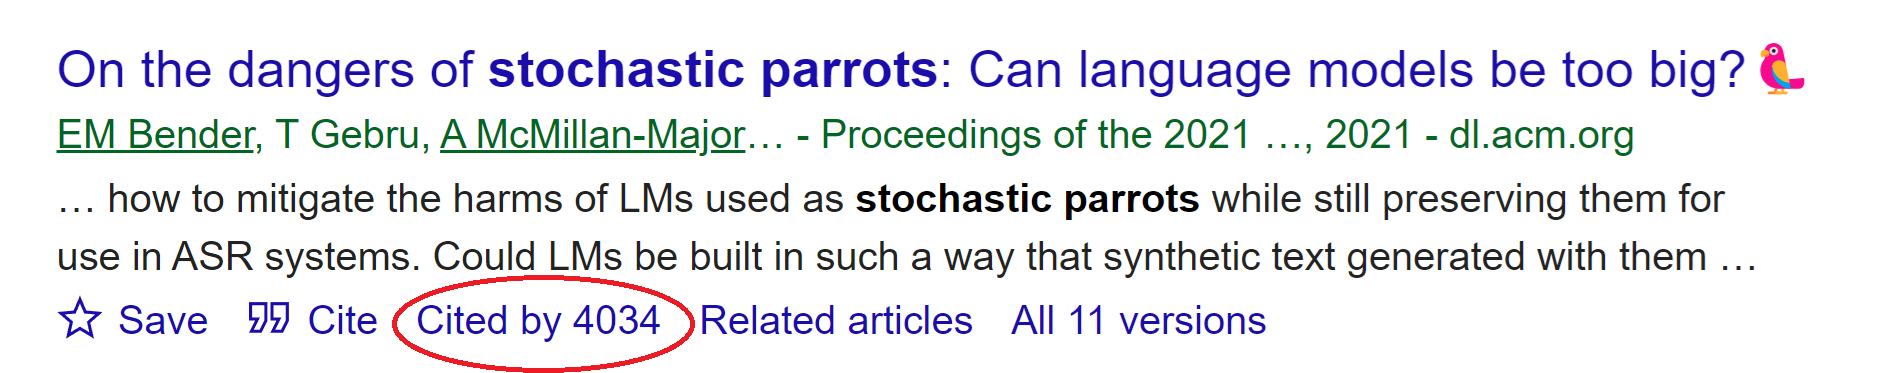 On the dangers of stochastic parrots: Can language models be too big?🦜
EM Bender, T Gebru, A McMillan-Major… - Proceedings of the 2021 …, 2021 - dl.acm.org
… how to mitigate the harms of LMs used as stochastic parrots while still preserving them for
use in ASR systems. Could LMs be built in such a way that synthetic text generated with them …
Save Cite Cited by 4034 Related articles All 11 versions